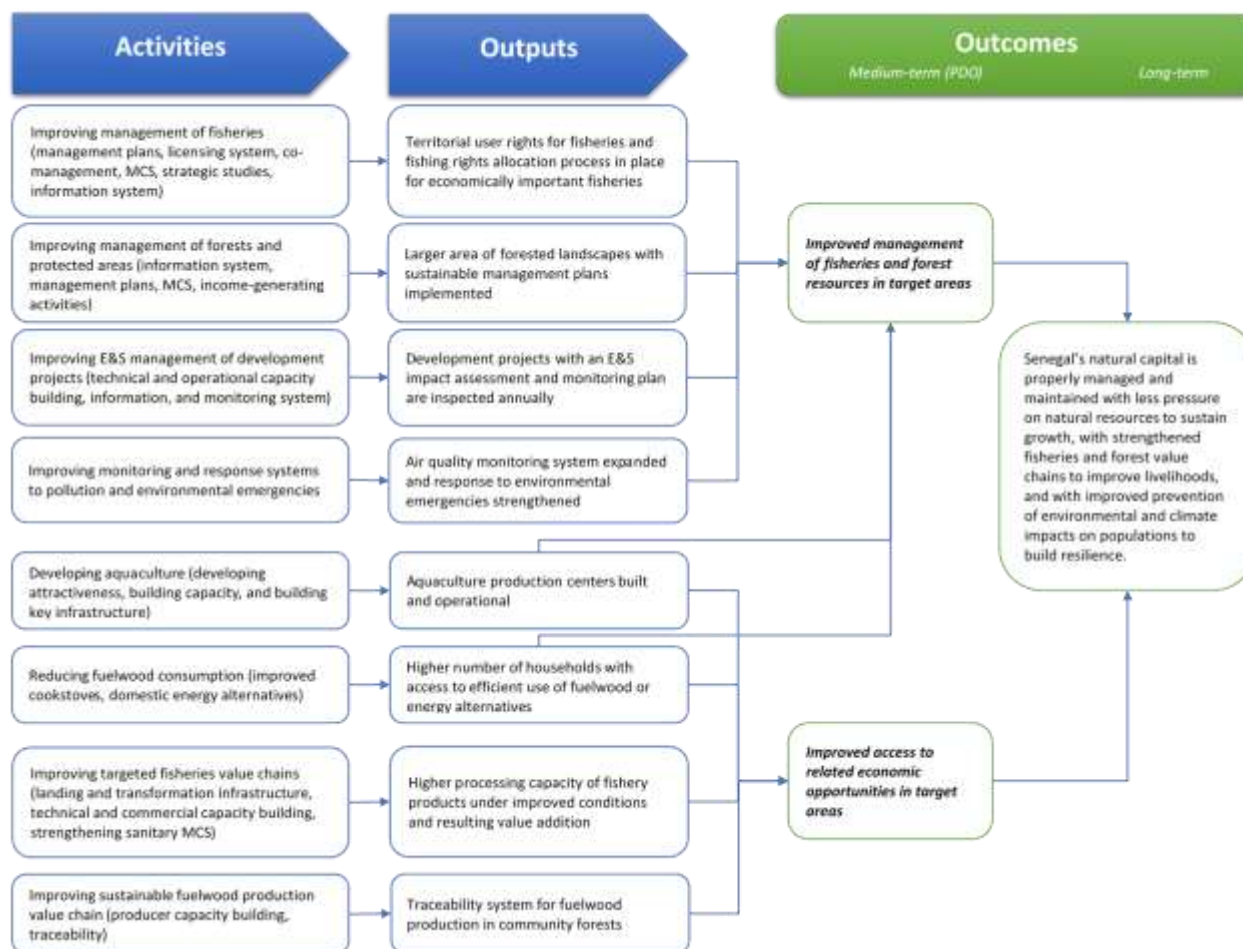 Activities
Outputs
Outcomes
Medium-term (PDO)
Long-term
Improving management of fisheries
(management plans, licensing system, co-
management, MCS, strategic studies,
information system)
Territorial user rights for fisheries and
fishing rights allocation process in place
for economically important fisheries
Improving management of forests and
protected areas (information system,
management plans, MCS, income-generating
activities)
Larger area of forested landscapes with
sustainable management plans
implemented
Improving E&S management of development
projects (technical and operational capacity
building, information, and monitoring system)
Development projects with an E&S
impact assessment and monitoring plan
are inspected annually
Improving monitoring and response systems
to pollution and environmental emergencies
Air quality monitoring system expanded
and response to environmental
emergencies strengthened
Developing aquaculture (developing
attractiveness, building capacity, and building
key infrastructure)
Aquaculture production centers built
and operational
Reducing fuelwood consumption (improved
cookstoves, domestic energy alternatives)
Higher number of households with
access to efficient use of fuelwood or
energy alternatives
Improving targeted fisheries value chains
(landing and transformation infrastructure,
technical and commercial capacity building,
strengthening sanitary MCS)
Higher processing capacity of fishery
products under improved conditions
and resulting value addition
Improving sustainable fuelwood production
value chain (producer capacity building,
traceability)
Traceability system for fuelwood
production in community forests
Improved management
of fisheries and forest
resources in target areas
Improved access to
related economic
opportunities in target
areas
Senegal's natural capital is
properly managed and
maintained with less pressure
on natural resources to sustain
growth, with strengthened
fisheries and forest value
chains to improve livelihoods,
and with improved prevention
of environmental and climate
impacts on populations to
build resilience.